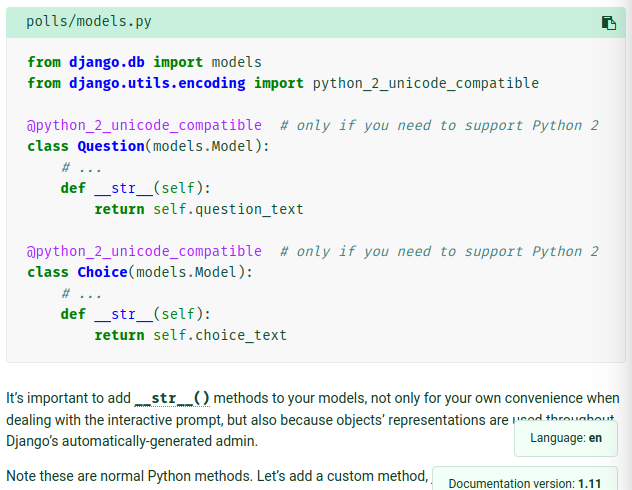 polls/models.py
from django.db import models
from django.utils.encoding import python_2_unicode_compatible
@python_2_unicode_compatible  # only if you need to support Python 2
class Question(models.Model):
    # ...
    def __str__(self):
        return self.question_text
@python_2_unicode_compatible  # only if you need to support Python 2
class Choice(models.Model):
    # ...
    def __str__(self):
        return self.choice_text
It's important to add __str__() methods to your models, not only for your own convenience when
dealing with the interactive prompt, but also because objects' representations are used throughout
Django's automatically-generated admin.
Language: en
Note these are normal Python methods. Let's add a custom method,
Documentation version: 1.11